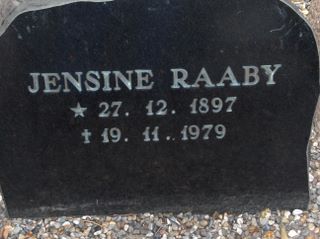 JENSINE RAABY
★ 27. 12. 1897
† 19. 11. 1979